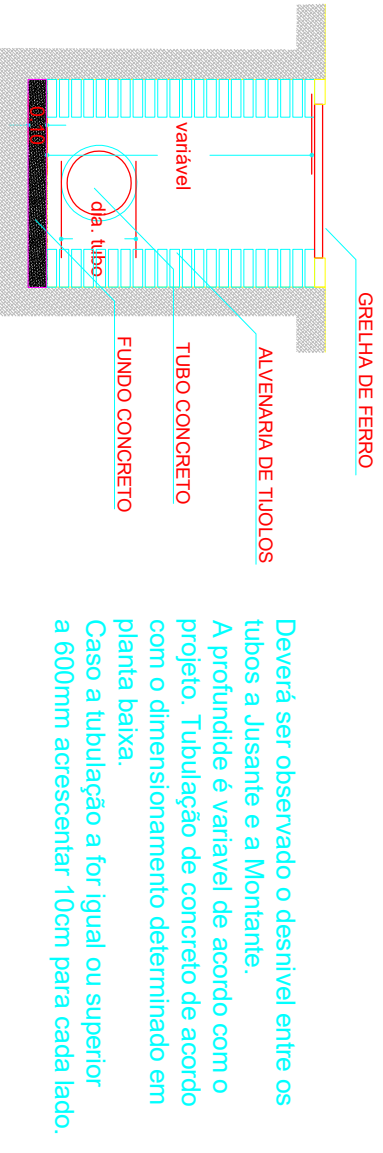 GRELHA DE FERRO
ALVENARIA DE TIJOLOS
TUBO CONCRETO
FUNDO CONCRETO
variável
dia. tubo
0,10
Deverá ser observado o desnivel entre os
tubos a Jusante e a Montante.
A profundide é variavel de acordo com o
projeto. Tubulação de concreto de acordo
com o dimensionamento determinado em
planta baixa.
Caso a tubulação a for igual ou superior
a 600mm acrescentar 10cm para cada lado.